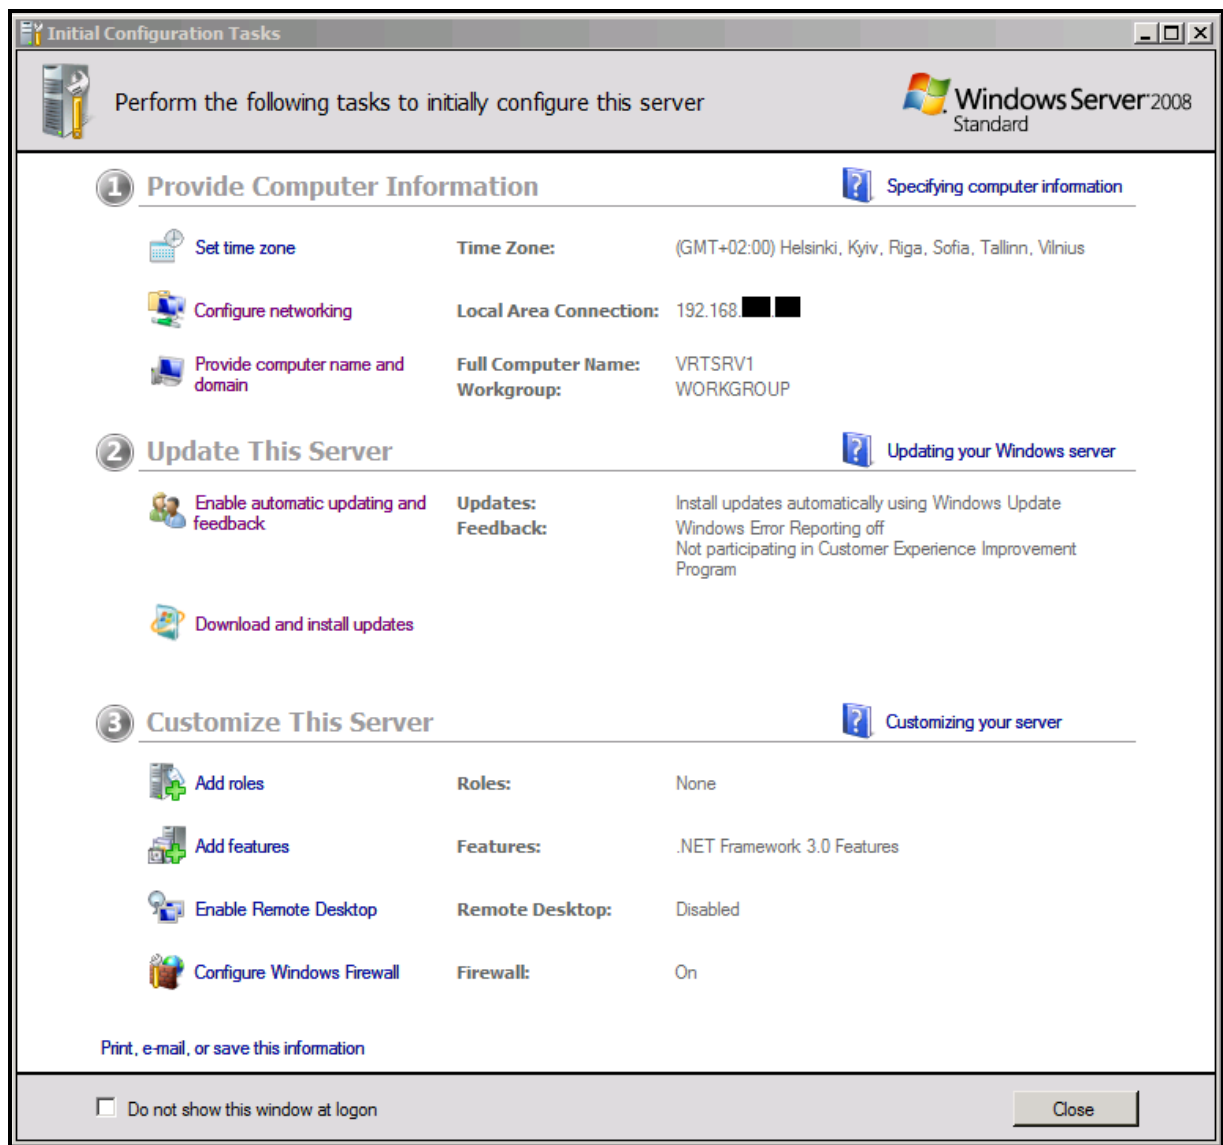 Initial Configuration Tasks
Perform the following tasks to initially configure this server
Windows Server 2008
Standard
1 Provide Computer Information
Specifying computer information
Set time zone Time Zone: (GMT+02:00) Helsinki, Kyiv, Riga, Sofia, Tallinn, Vilnius
Configure networking Local Area Connection: 192.168. .
Provide computer name and Full Computer Name: VRTSRV1
domain Workgroup: WORKGROUP
2 Update This Server
Updating your Windows server
Enable automatic updating and Updates: Install updates automatically using Windows Update
feedback Feedback: Windows Error Reporting off
Not participating in Customer Experience Improvement
Program
Download and install updates
3 Customize This Server
Customizing your server
Add roles Roles: None
Add features Features: .NET Framework 3.0 Features
Enable Remote Desktop Remote Desktop: Disabled
Configure Windows Firewall Firewall: On
Print, e-mail, or save this information
Do not show this window at logon
Close